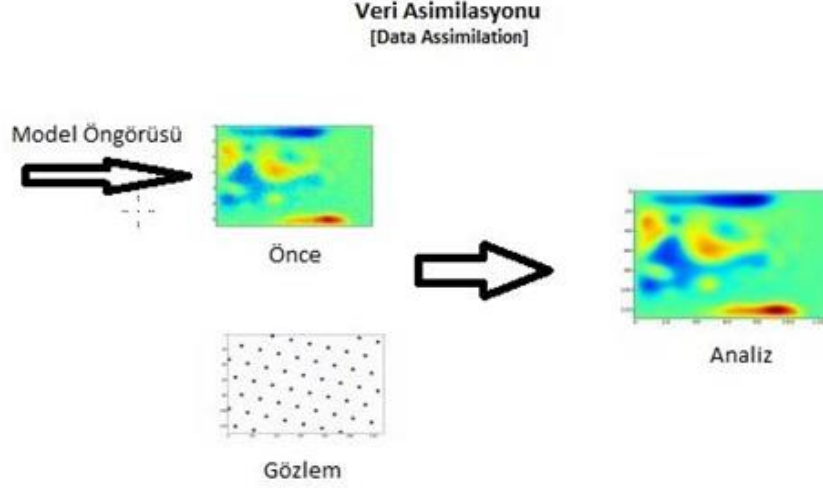 Veri Asimilasyonu
[Data Assimilation]
Model Öngörüsü
Önce
Analiz
Gözlem